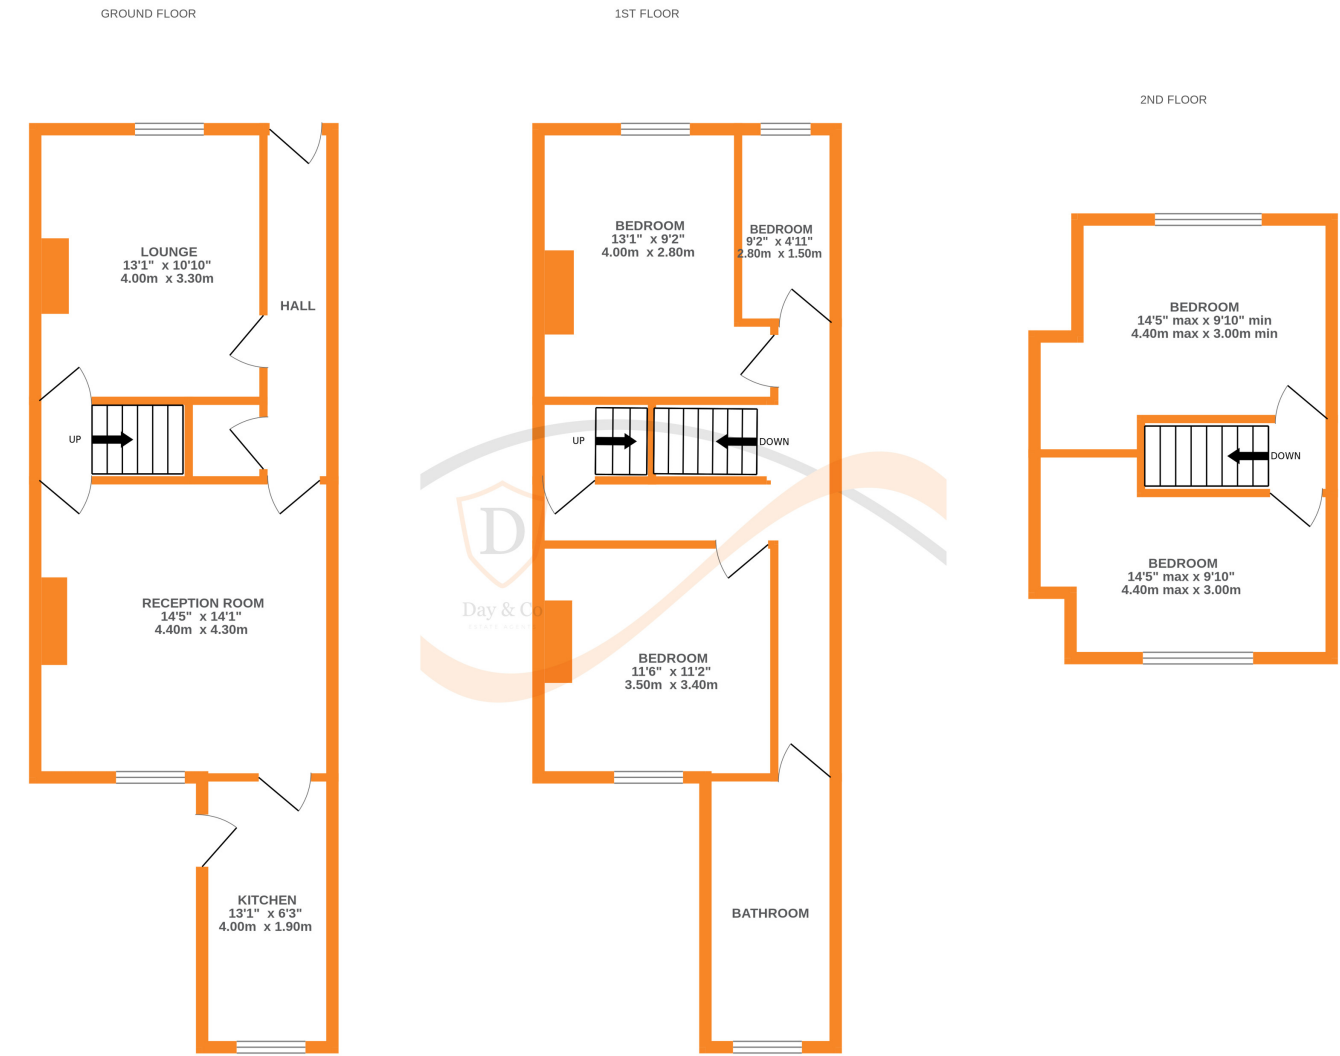 GROUND FLOOR
LOUNGE
13'1" x 10'10"
4.00m x 3.30m
HALL
UP
RECEPTION ROOM
14'5" x 14'1"
4.40m x 4.30m
KITCHEN
13'1" x 6'3"
4.00m x 1.90m
1ST FLOOR
BEDROOM
13'1" x 9'2"
4.00m x 2.80m
BEDROOM
9'2" x 4'11"
2.80m x 1.50m
UP
DOWN
D
Day & Co
ESTATE AGENTS
BEDROOM
11'6" x 11'2"
3.50m x 3.40m
BATHROOM
2ND FLOOR
BEDROOM
14'5" max x 9'10" min
4.40m max x 3.00m min
DOWN
BEDROOM
14'5" max x 9'10"
4.40m max x 3.00m